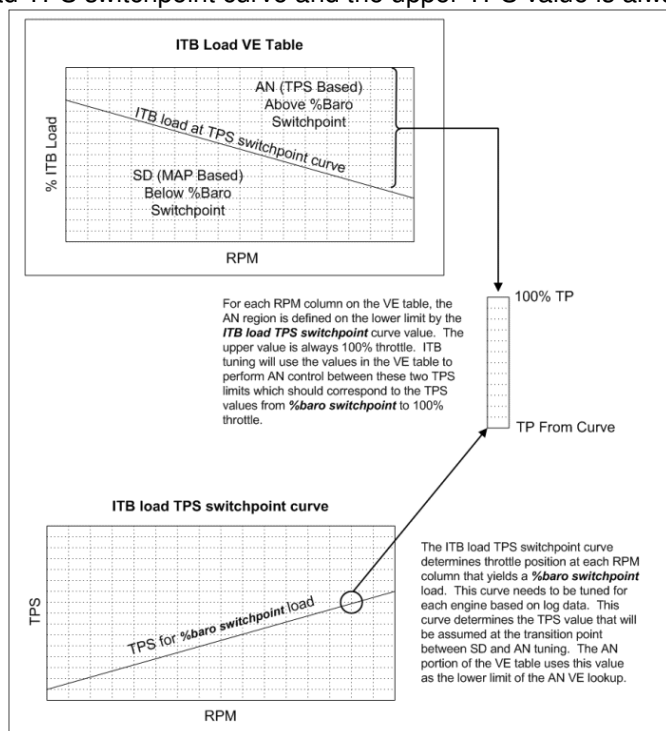 TPS switchpoint curve and the upper TPS value is
ITB Load VE Table
AN (TPS Based)
Above %Baro
Switchpoint
ITB load at TPS switchpoint curve
SD (MAP Based)
Below %Baro
Switchpoint
% ITB Load
RPM
100% TP
For each RPM column on the VE table, the
AN region is defined on the lower limit by the
ITB load TPS switchpoint curve value. The
upper value is always 100% throttle. ITB
tuning will use the values in the VE table to
perform AN control between these two TPS
limits which should correspond to the TPS
values from %baro switchpoint to 100%
throttle.
TP From Curve
ITB load TPS switchpoint curve
TPS
TPS for %baro switchpoint load
RPM
The ITB load TPS switchpoint curve
determines throttle position at each RPM
column that yields a %baro switchpoint
load. This curve needs to be tuned for
each engine based on log data. This
curve determines the TPS value that will
be assumed at the transition point
between SD and AN tuning. The AN
portion of the VE table uses this value
as the lower limit of the AN VE lookup.